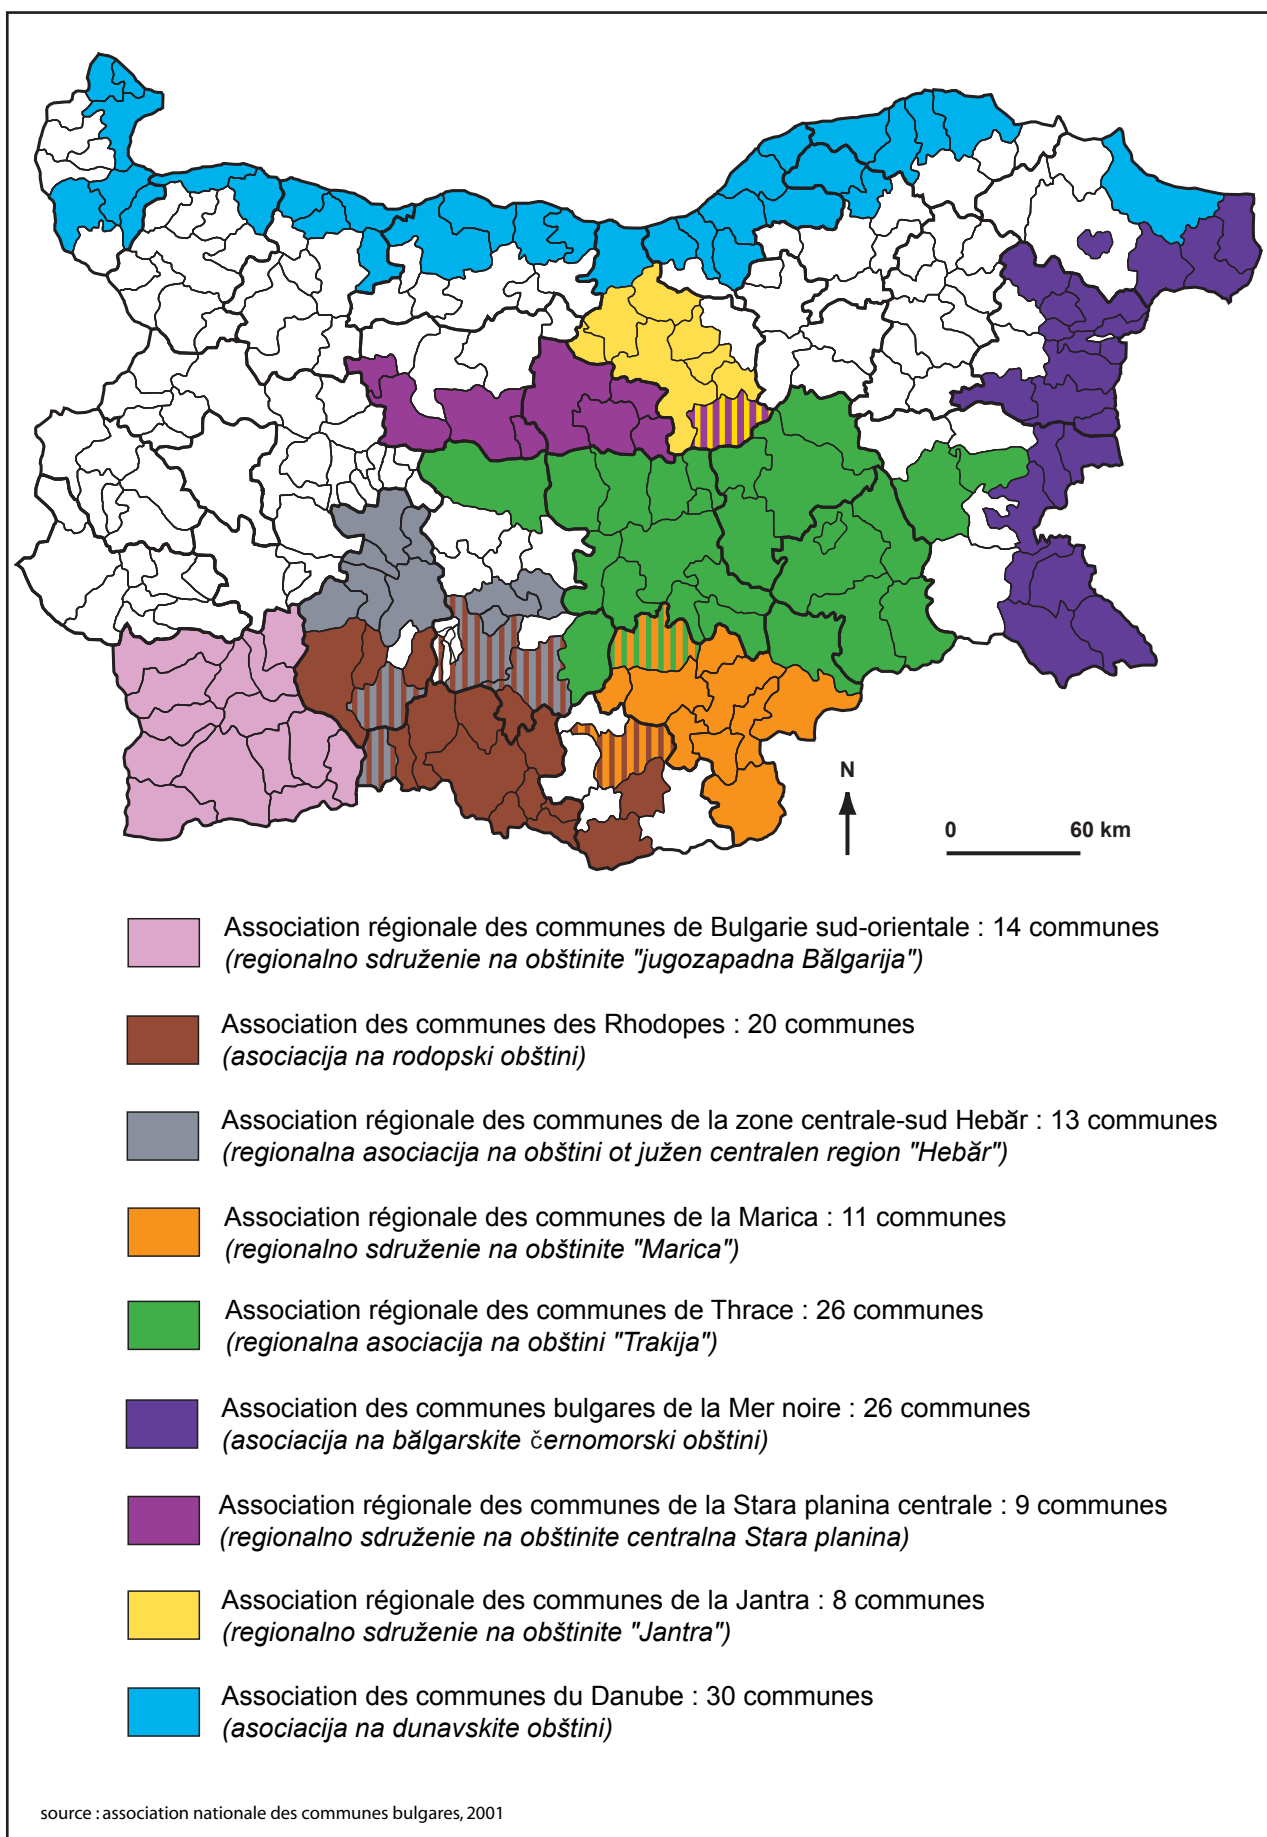 N
0 60 km
Association régionale des communes de Bulgarie sud-orientale : 14 communes
(regionalno sdruženie na obštinite "jugozapadna Bălgarija")
Association des communes des Rhodopes : 20 communes
(asociacija na rodopski obštini)
Association régionale des communes de la zone centrale-sud Hebăr : 13 communes
(regionalna asociacija na obštini ot južen centralen region "Hebăr")
Association régionale des communes de la Marica : 11 communes
(regionalno sdruženie na obštinite "Marica")
Association régionale des communes de Thrace : 26 communes
(regionalna asociacija na obštini "Trakija")
Association des communes bulgares de la Mer noire : 26 communes
(asociacija na bălgarskite černomorski obštini)
Association régionale des communes de la Stara planina centrale : 9 communes
(regionalno sdruženie na obštinite centralna Stara planina)
Association régionale des communes de la Jantra : 8 communes
(regionalno sdruženie na obštinite "Jantra")
Association des communes du Danube : 30 communes
(asociacija na dunavskite obštini)
source : association nationale des communes bulgares, 2001